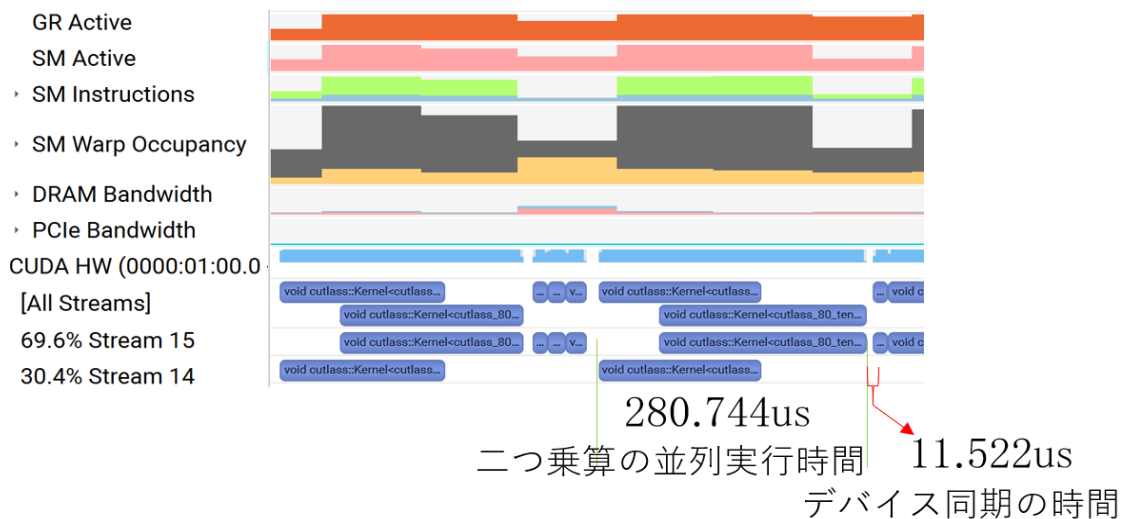 GR Active
SM Active
SM Instructions
SM Warp Occupancy
DRAM Bandwidth
PCIe Bandwidth
CUDA HW (0000:01:00.0
[All Streams]
void cutlass::Kernel<cutlass...
... ... v...
void cutlass::Kernel<cutlass...
... void c
void cutlass::Kernel<cutlass_80...
void cutlass::Kernel<cutlass_80_ten...
69.6% Stream 15
void cutlass::Kernel<cutlass_80...
... ... v...
void cutlass::Kernel<cutlass_80_ten...
... void c
30.4% Stream 14
void cutlass::Kernel<cutlass...
void cutlass::Kernel<cutlass...
280.744us
二つ乗算の並列実行時間
11.522us
デバイス同期の時間